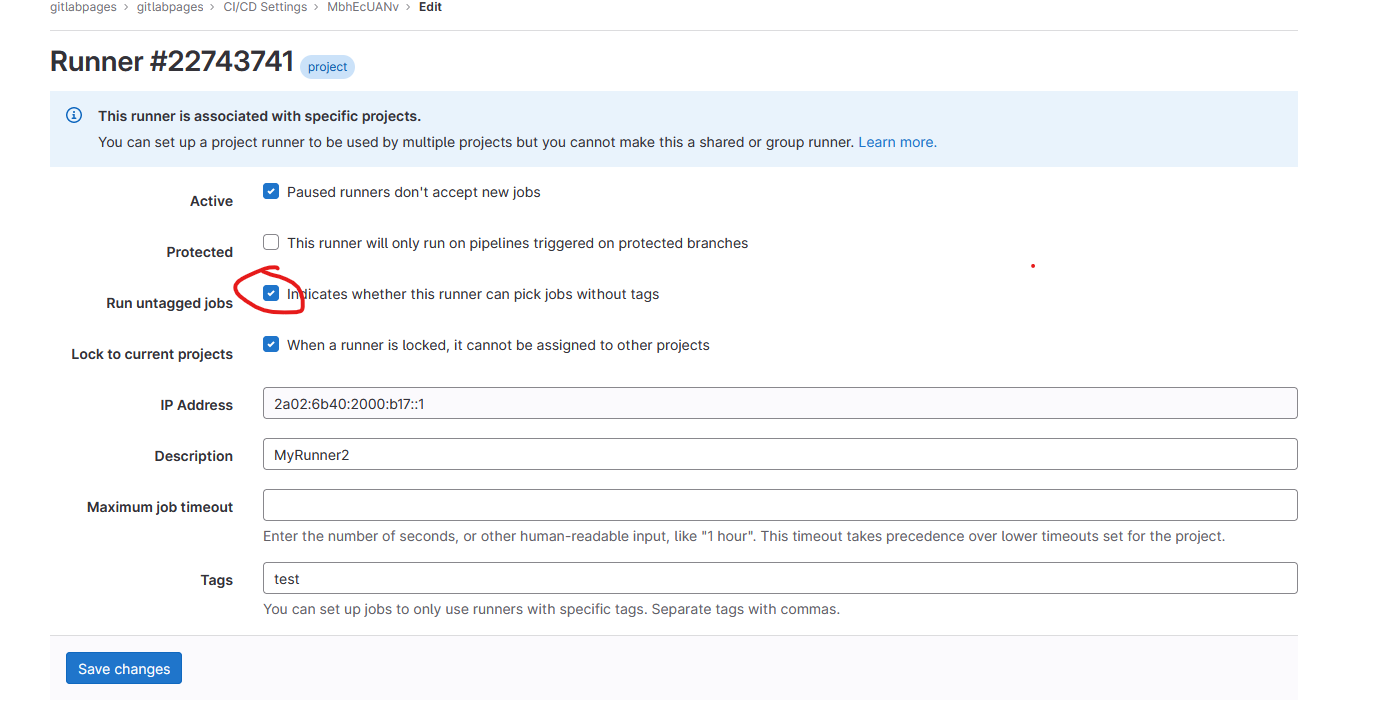 gitlabpages › gitlabpages › CI/CD Settings › MbhEcUANv › Edit
Runner #22743741 project
This runner is associated with specific projects.
You can set up a project runner to be used by multiple projects but you cannot make this a shared or group runner. Learn more.
Active
Paused runners don't accept new jobs
Protected
This runner will only run on pipelines triggered on protected branches
Run untagged jobs
Indicates whether this runner can pick jobs without tags
Lock to current projects
When a runner is locked, it cannot be assigned to other projects
IP Address
2a02:6b40:2000:b17::1
Description
MyRunner2
Maximum job timeout
Enter the number of seconds, or other human-readable input, like "1 hour". This timeout takes precedence over lower timeouts set for the project.
Tags
test
You can set up jobs to only use runners with specific tags. Separate tags with commas.
Save changes